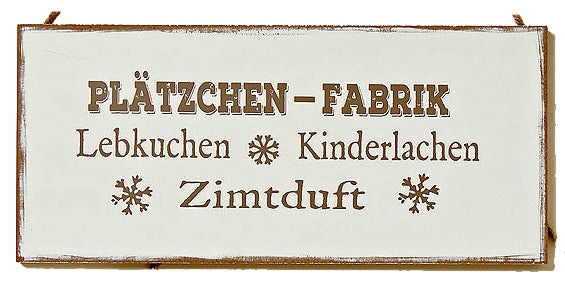 PLÄTZCHEN – FABRIK
Lebkuchen Kinderlachen
Zimtduft